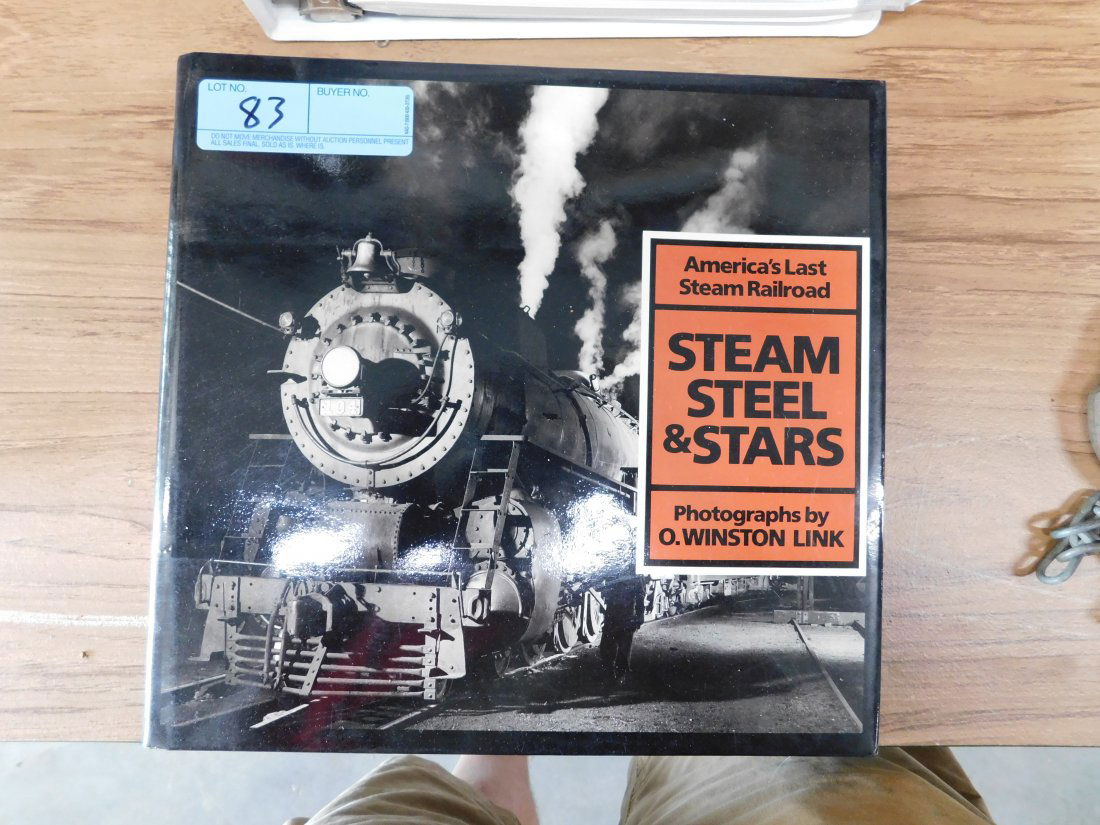 LOT NO.
BUYER NO.
83
DO NOT MOVE MERCHANDISE WITHOUT AUCTION PERSONNEL PRESENT
ALL SALES FINAL. SOLD AS IS WHERE IS
America's Last
Steam Railroad
STEAM
STEEL
& STARS
Photographs by
O. WINSTON LINK